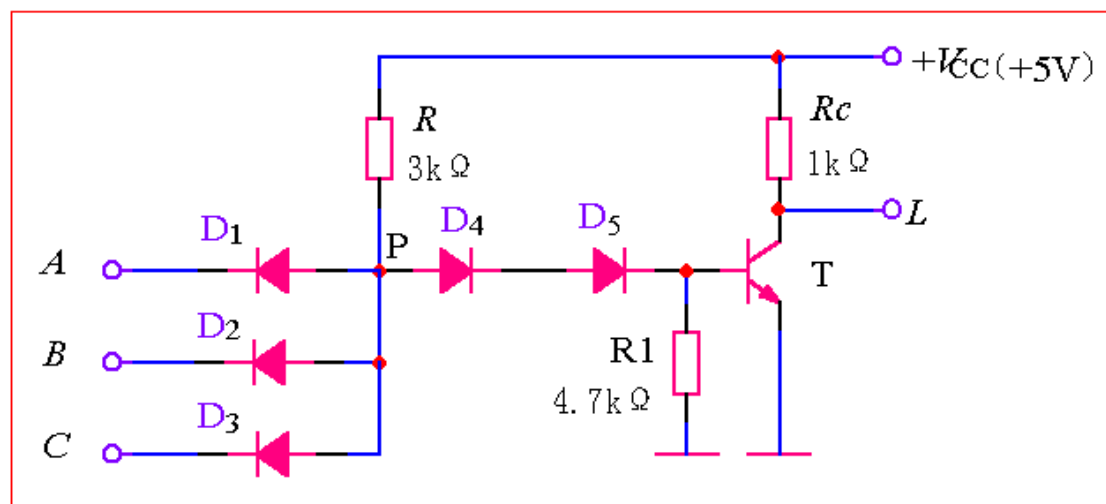 +VCC(+5V)
R
3kΩ
Rc
1kΩ
L
D1
P
D4
D5
A
T
D2
B
R1
4.7kΩ
D3
C